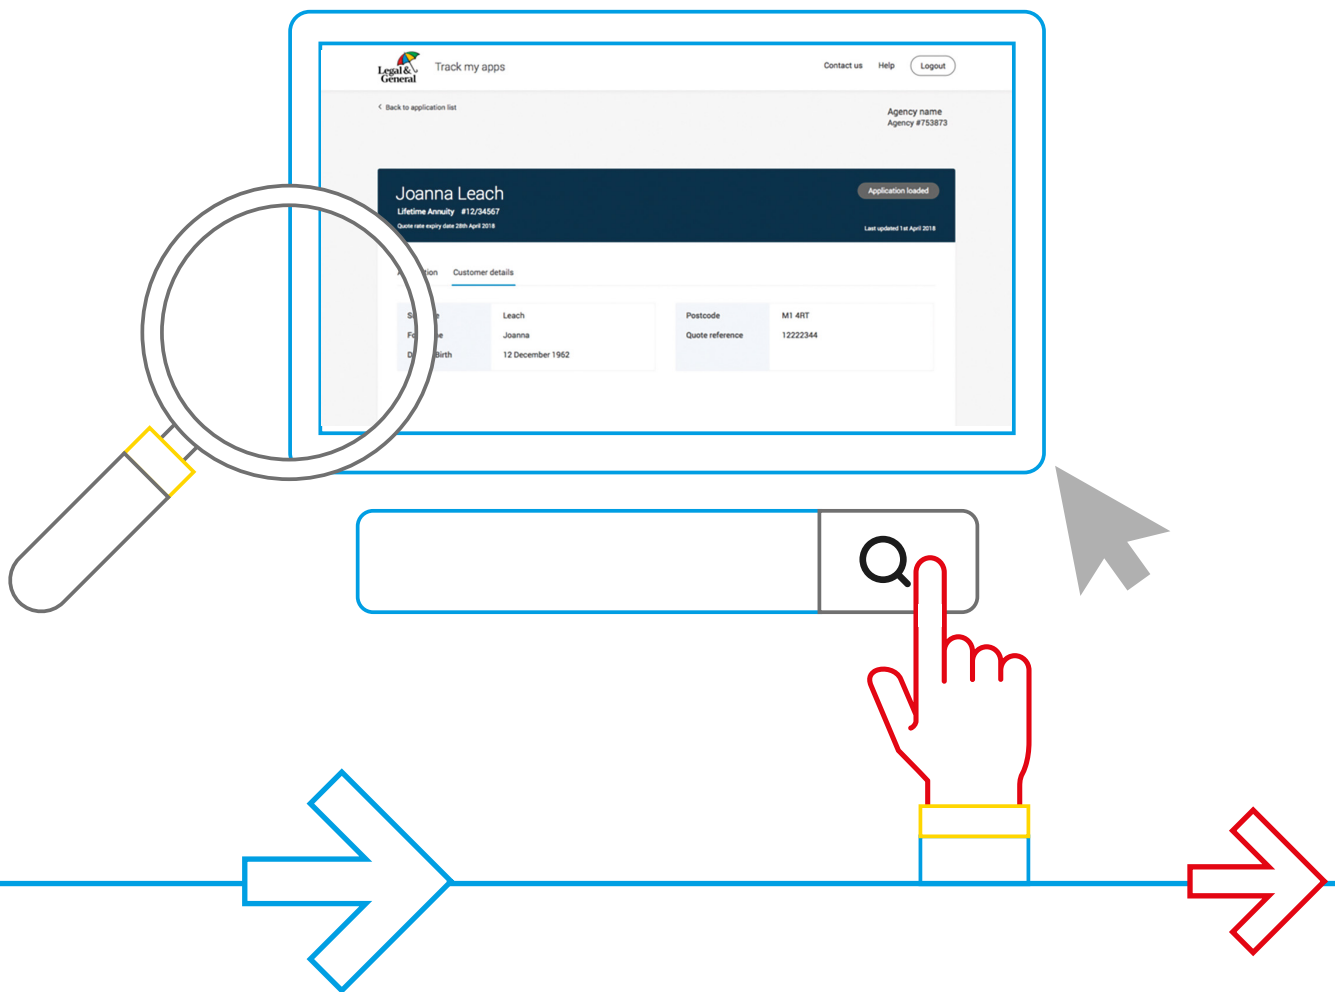 Legal &
General
Track my apps
Contact us Help Logout
< Back to application list
Agency name
Agency #753873
Joanna Leach
Application loaded
Lifetime Annuity #12/34567
Quote rate expiry date 28th April 2018
Last updated 1st April 2018
Customer details
Leach
Postcode M1 4RT
Joanna
Quote reference 12222344
Birth 12 December 1962